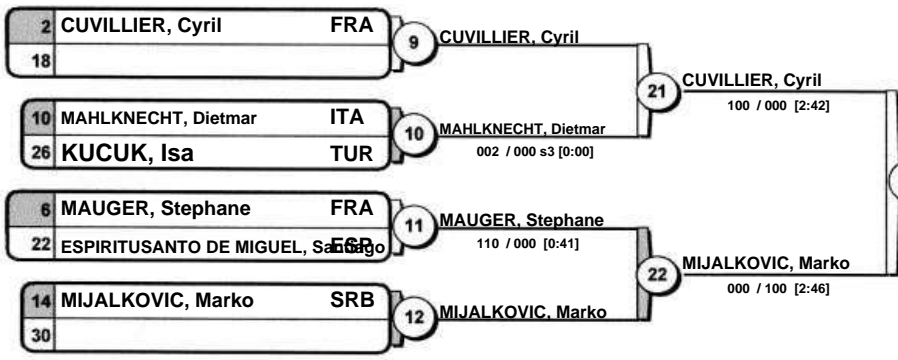 2 CUVILLIER, Cyril FRA
18
9
CUVILLIER, Cyril
10 MAHLKNECHT, Dietmar ITA
26 KUCUK, Isa TUR
10
MAHLKNECHT, Dietmar
002 / 000 s3 [0:00]
21
CUVILLIER, Cyril
100 / 000 [2:42]
6 MAUGER, Stephane FRA
22 ESPIRITUSANTO DE MIGUEL, Santiago ESP
11
MAUGER, Stephane
110 / 000 [0:41]
14 MIJALKOVIC, Marko SRB
30
12
MIJALKOVIC, Marko
22
MIJALKOVIC, Marko
000 / 100 [2:46]